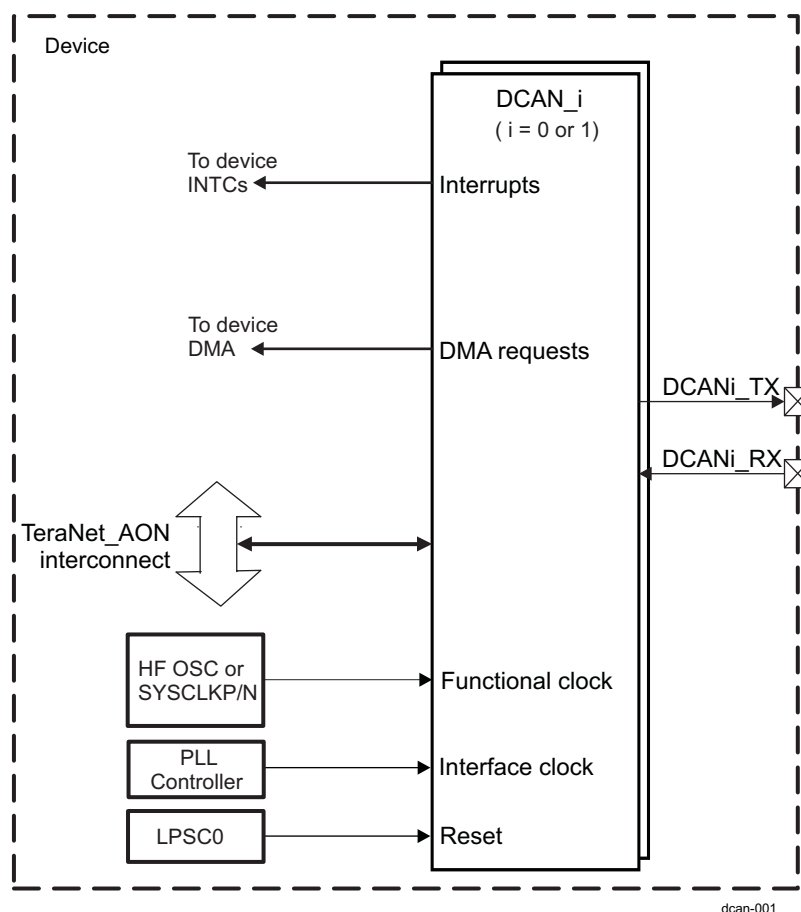 Device
DCAN_i
( i = 0 or 1)
To device
INTCs
Interrupts
To device
DMA
DMA requests
DCANi_TX
DCANi_RX
TeraNet_AON
interconnect
HF OSC or
SYSCLKP/N
Functional clock
PLL
Controller
Interface clock
LPSC0
Reset
dcan-001